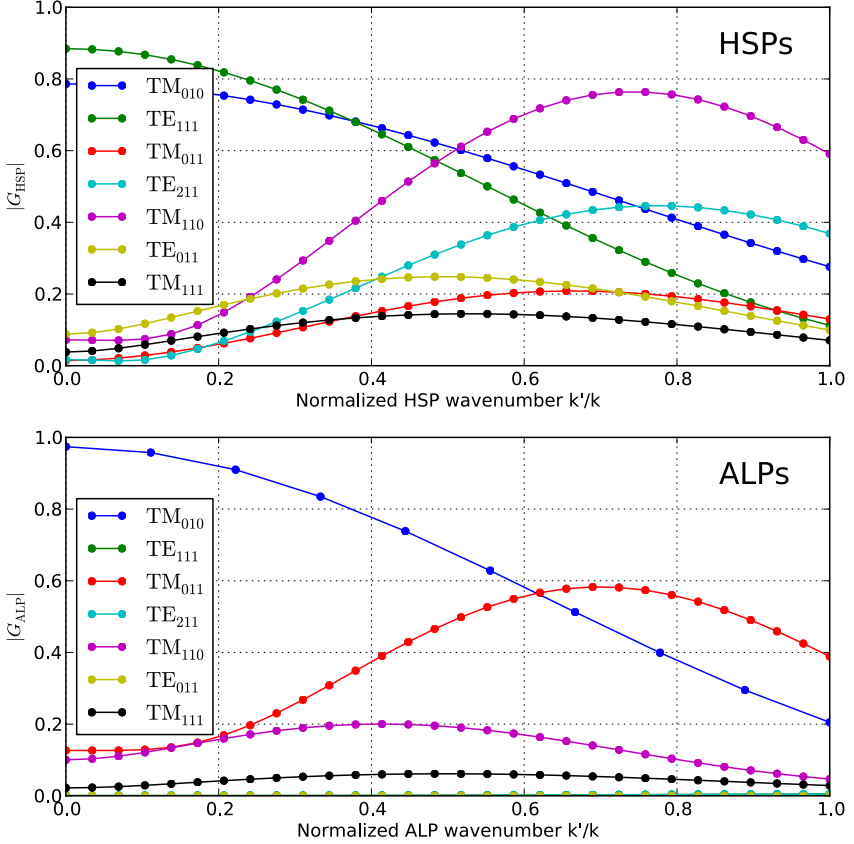 HSPs
1.0
0.8
0.6
0.4
0.2
0.0
|G_HSP|
TM₀₁₀
TE₁₁₁
TM₀₁₁
TE₂₁₁
TM₁₁₀
TE₀₁₁
TM₁₁₁
0.0 0.2 0.4 0.6 0.8 1.0
Normalized HSP wavenumber k'/k
ALPs
1.0
0.8
0.6
0.4
0.2
0.0
|G_ALP|
TM₀₁₀
TE₁₁₁
TM₀₁₁
TE₂₁₁
TM₁₁₀
TE₀₁₁
TM₁₁₁
0.0 0.2 0.4 0.6 0.8 1.0
Normalized ALP wavenumber k'/k